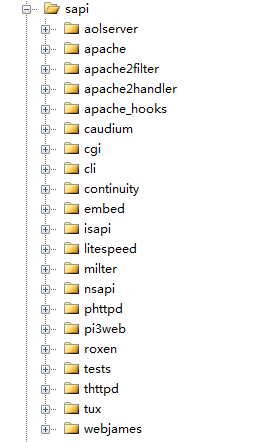 sapi
aolserver
apache
apache2filter
apache2handler
apache_hooks
caudium
cgi
cli
continuity
embed
isapi
litespeed
milter
nsapi
phttpd
pi3web
roxen
tests
thttpd
tux
webjames